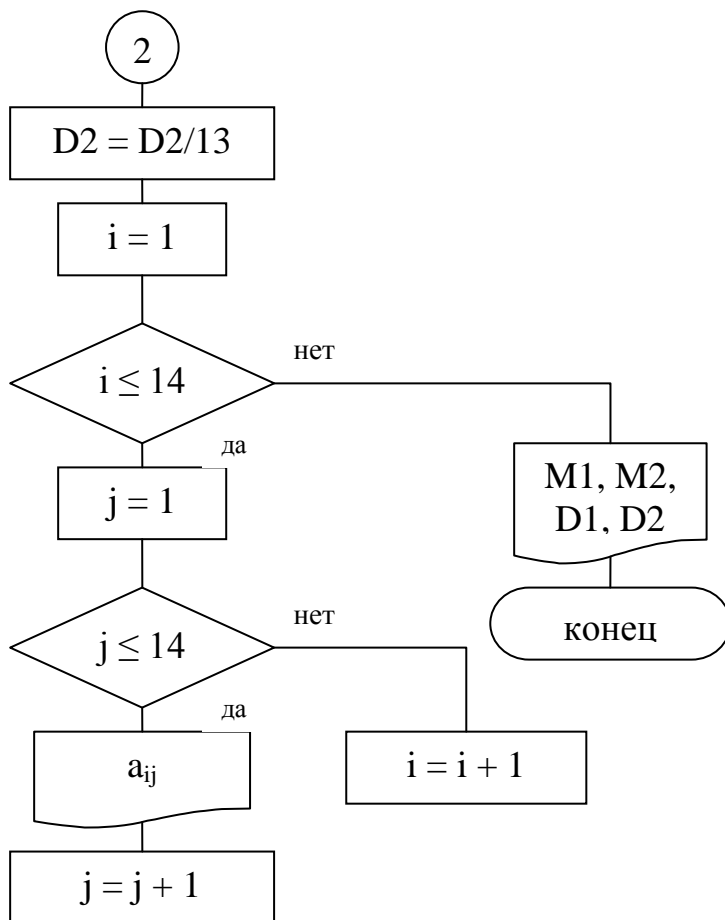 2
D2 = D2/13
i = 1
i ≤ 14
нет
да
M1, M2,
D1, D2
j = 1
конец
j ≤ 14
нет
да
a_ij
i = i + 1
j = j + 1